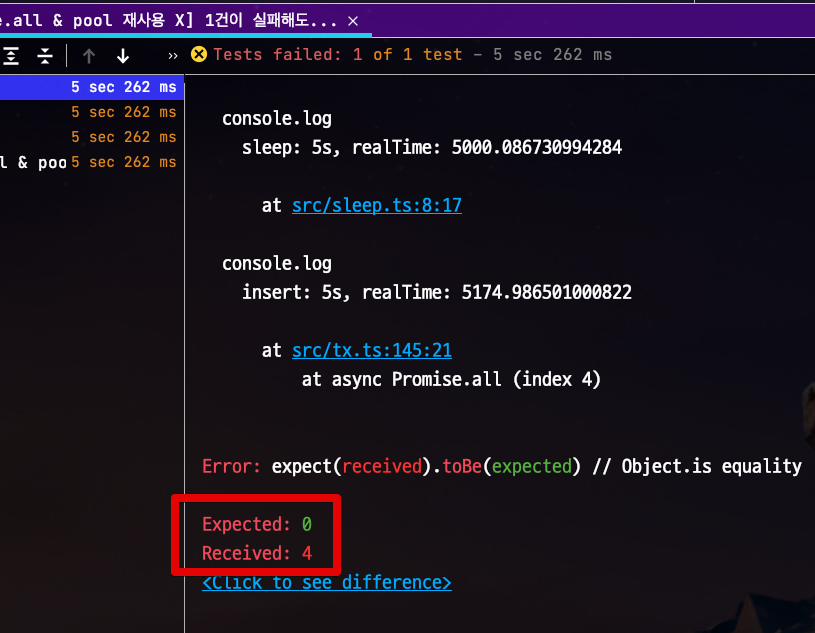 e.all & pool 재사용 X] 1건이 실패해도... ×
» Tests failed: 1 of 1 test – 5 sec 262 ms
5 sec 262 ms
5 sec 262 ms
5 sec 262 ms
l & poo 5 sec 262 ms
console.log
sleep: 5s, realTime: 5000.086730994284
at src/sleep.ts:8:17
console.log
insert: 5s, realTime: 5174.986501000822
at src/tx.ts:145:21
at async Promise.all (index 4)
Error: expect(received).toBe(expected) // Object.is equality
Expected: 0
Received: 4
<Click to see difference>